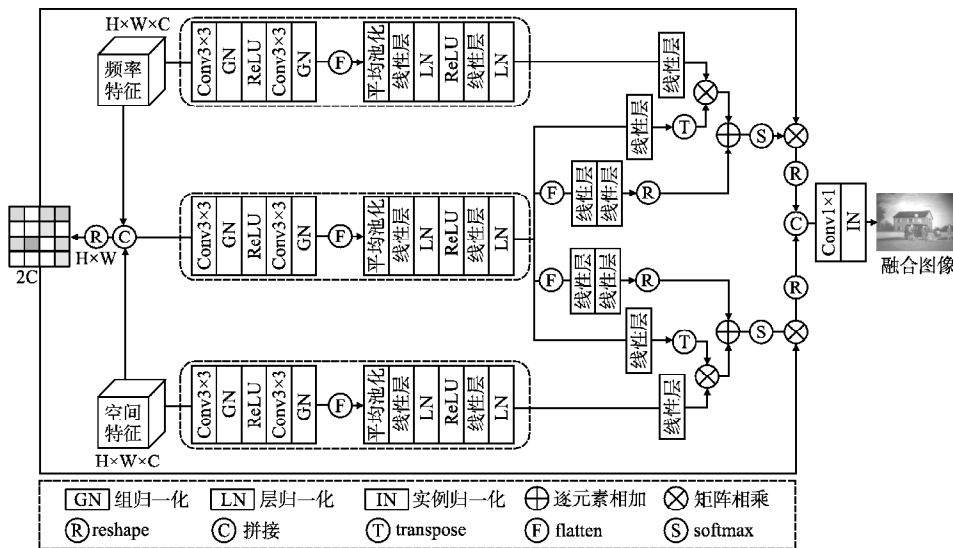 H×W×C
频率
特征
Conv3×3
GN
ReLU
Conv3×3
GN
F
平均池化
线性层
LN
ReLU
线性层
LN
线性层
线性层
T
F
线性层
线性层
R
S
R
H×W
2C
R
C
Conv3×3
GN
ReLU
Conv3×3
GN
F
平均池化
线性层
LN
ReLU
线性层
LN
C
Conv1×1
IN
融合图像
F
线性层
线性层
R
线性层
T
S
R
线性层
空间
特征
H×W×C
Conv3×3
GN
ReLU
Conv3×3
GN
F
平均池化
线性层
LN
ReLU
线性层
LN
GN 组归一化 LN 层归一化 IN 实例归一化 逐元素相加 矩阵相乘
R reshape C 拼接 T transpose F flatten S softmax